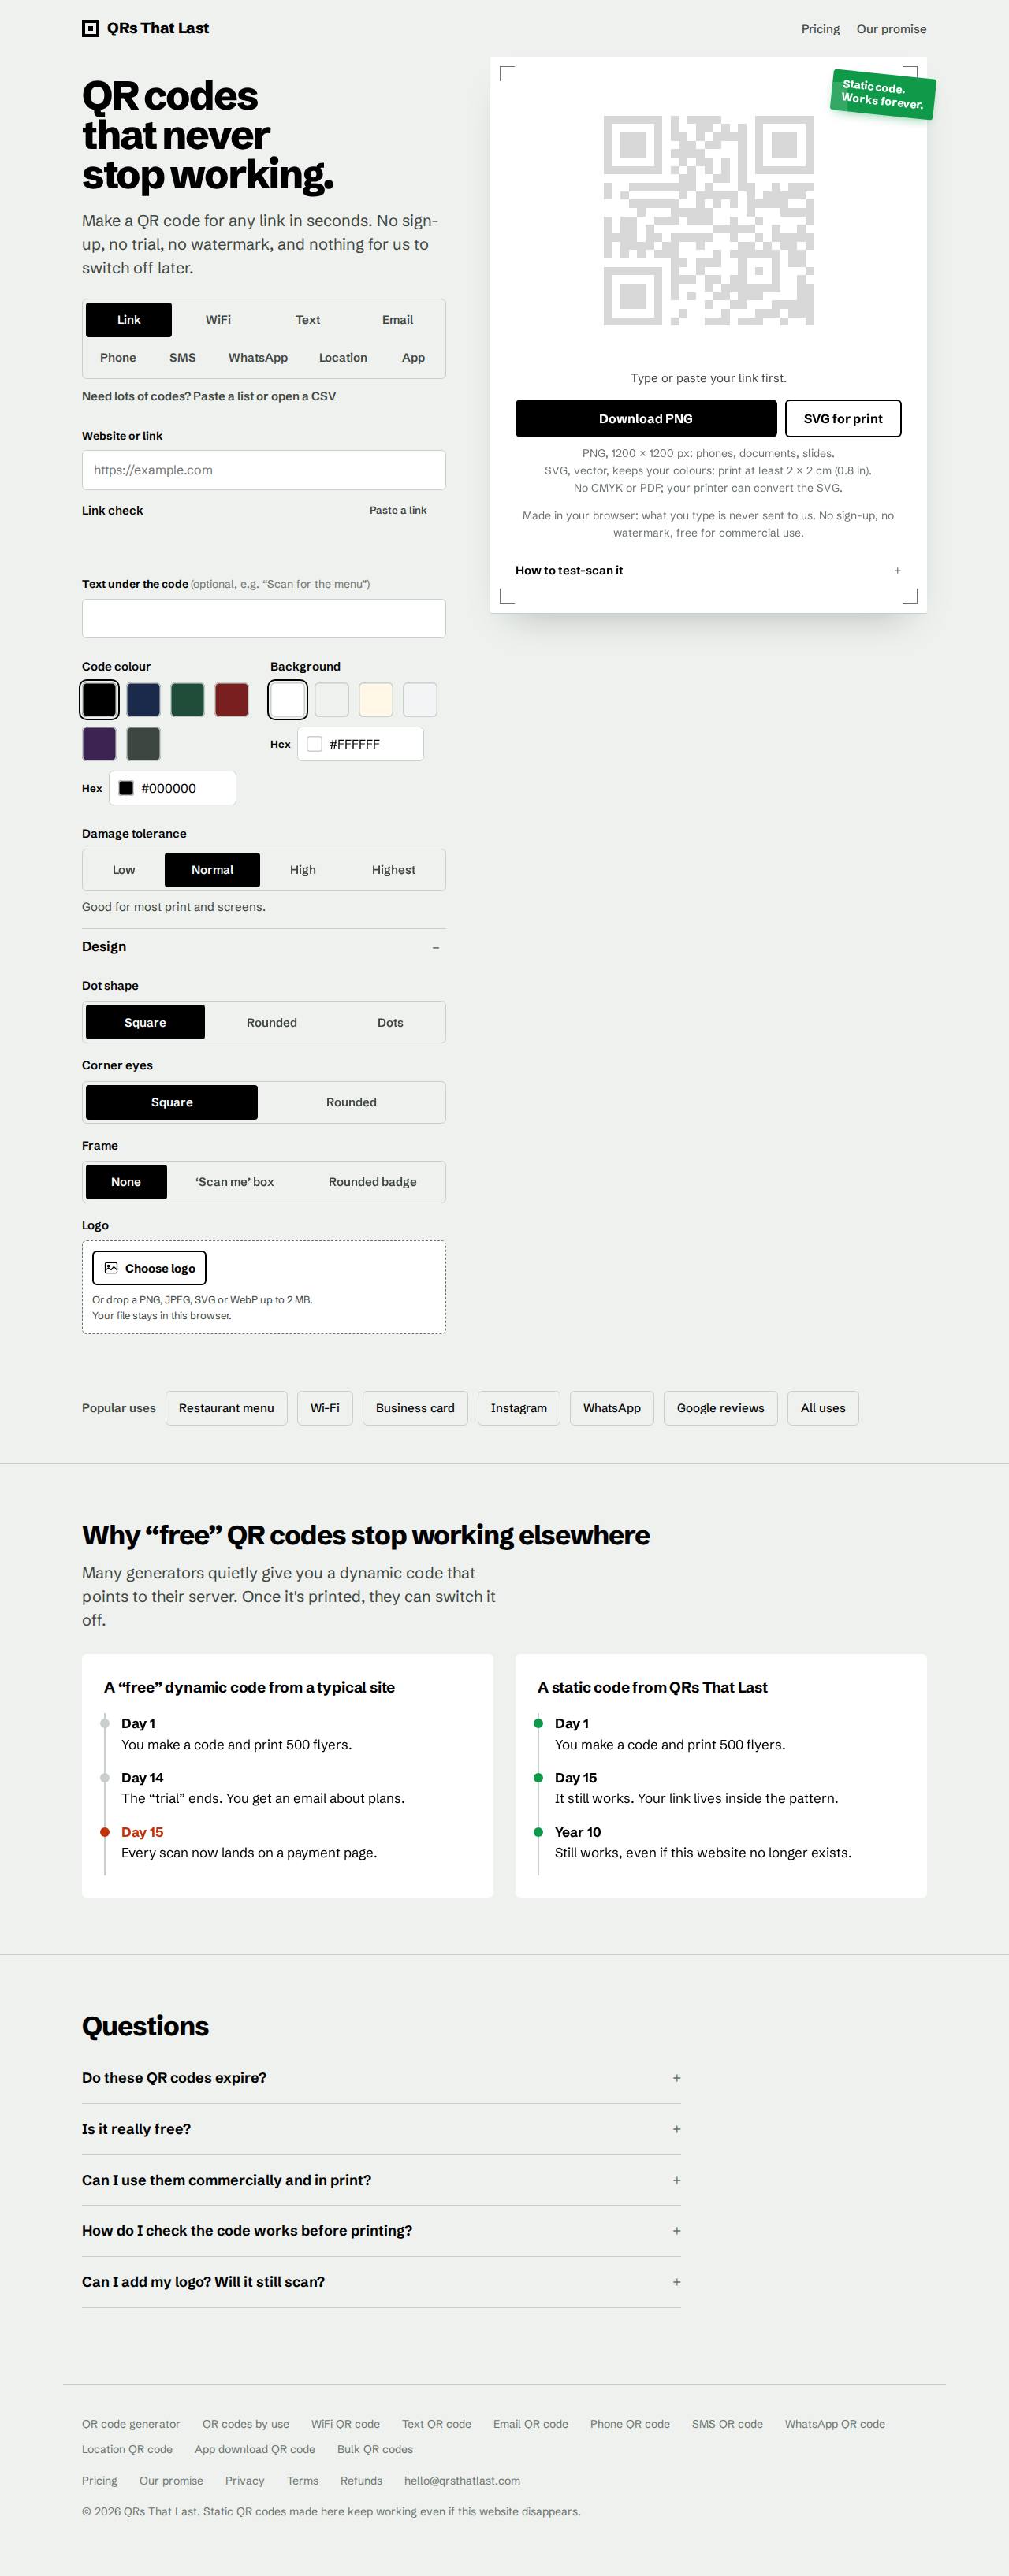 QRs That Last
Pricing
Our promise
QR codes
that never
stop working.
Make a QR code for any link in seconds. No sign-
up, no trial, no watermark, and nothing for us to
switch off later.
Link
WiFi
Text
Email
Phone
SMS
WhatsApp
Location
App
Need lots of codes? Paste a list or open a CSV
Website or link
https://example.com
Link check
Paste a link
Text under the code (optional, e.g. “Scan for the menu”)
Code colour
Background
Hex
#FFFFFF
Hex
#000000
Damage tolerance
Low
Normal
High
Highest
Good for most print and screens.
Design
–
Dot shape
Square
Rounded
Dots
Corner eyes
Square
Rounded
Frame
None
‘Scan me’ box
Rounded badge
Logo
Choose logo
Or drop a PNG, JPEG, SVG or WebP up to 2 MB.
Your file stays in this browser.
Static code.
Works forever.
Type or paste your link first.
Download PNG
SVG for print
PNG, 1200 × 1200 px: phones, documents, slides.
SVG, vector, keeps your colours: print at least 2 × 2 cm (0.8 in).
No CMYK or PDF; your printer can convert the SVG.
Made in your browser: what you type is never sent to us. No sign-up, no
watermark, free for commercial use.
How to test-scan it
+
Popular uses
Restaurant menu
Wi-Fi
Business card
Instagram
WhatsApp
Google reviews
All uses
Why “free” QR codes stop working elsewhere
Many generators quietly give you a dynamic code that
points to their server. Once it's printed, they can switch it
off.
A “free” dynamic code from a typical site
Day 1
You make a code and print 500 flyers.
Day 14
The “trial” ends. You get an email about plans.
Day 15
Every scan now lands on a payment page.
A static code from QRs That Last
Day 1
You make a code and print 500 flyers.
Day 15
It still works. Your link lives inside the pattern.
Year 10
Still works, even if this website no longer exists.
Questions
Do these QR codes expire?
+
Is it really free?
+
Can I use them commercially and in print?
+
How do I check the code works before printing?
+
Can I add my logo? Will it still scan?
+
QR code generator
QR codes by use
WiFi QR code
Text QR code
Email QR code
Phone QR code
SMS QR code
WhatsApp QR code
Location QR code
App download QR code
Bulk QR codes
Pricing
Our promise
Privacy
Terms
Refunds
hello@qrsthatlast.com
© 2026 QRs That Last. Static QR codes made here keep working even if this website disappears.